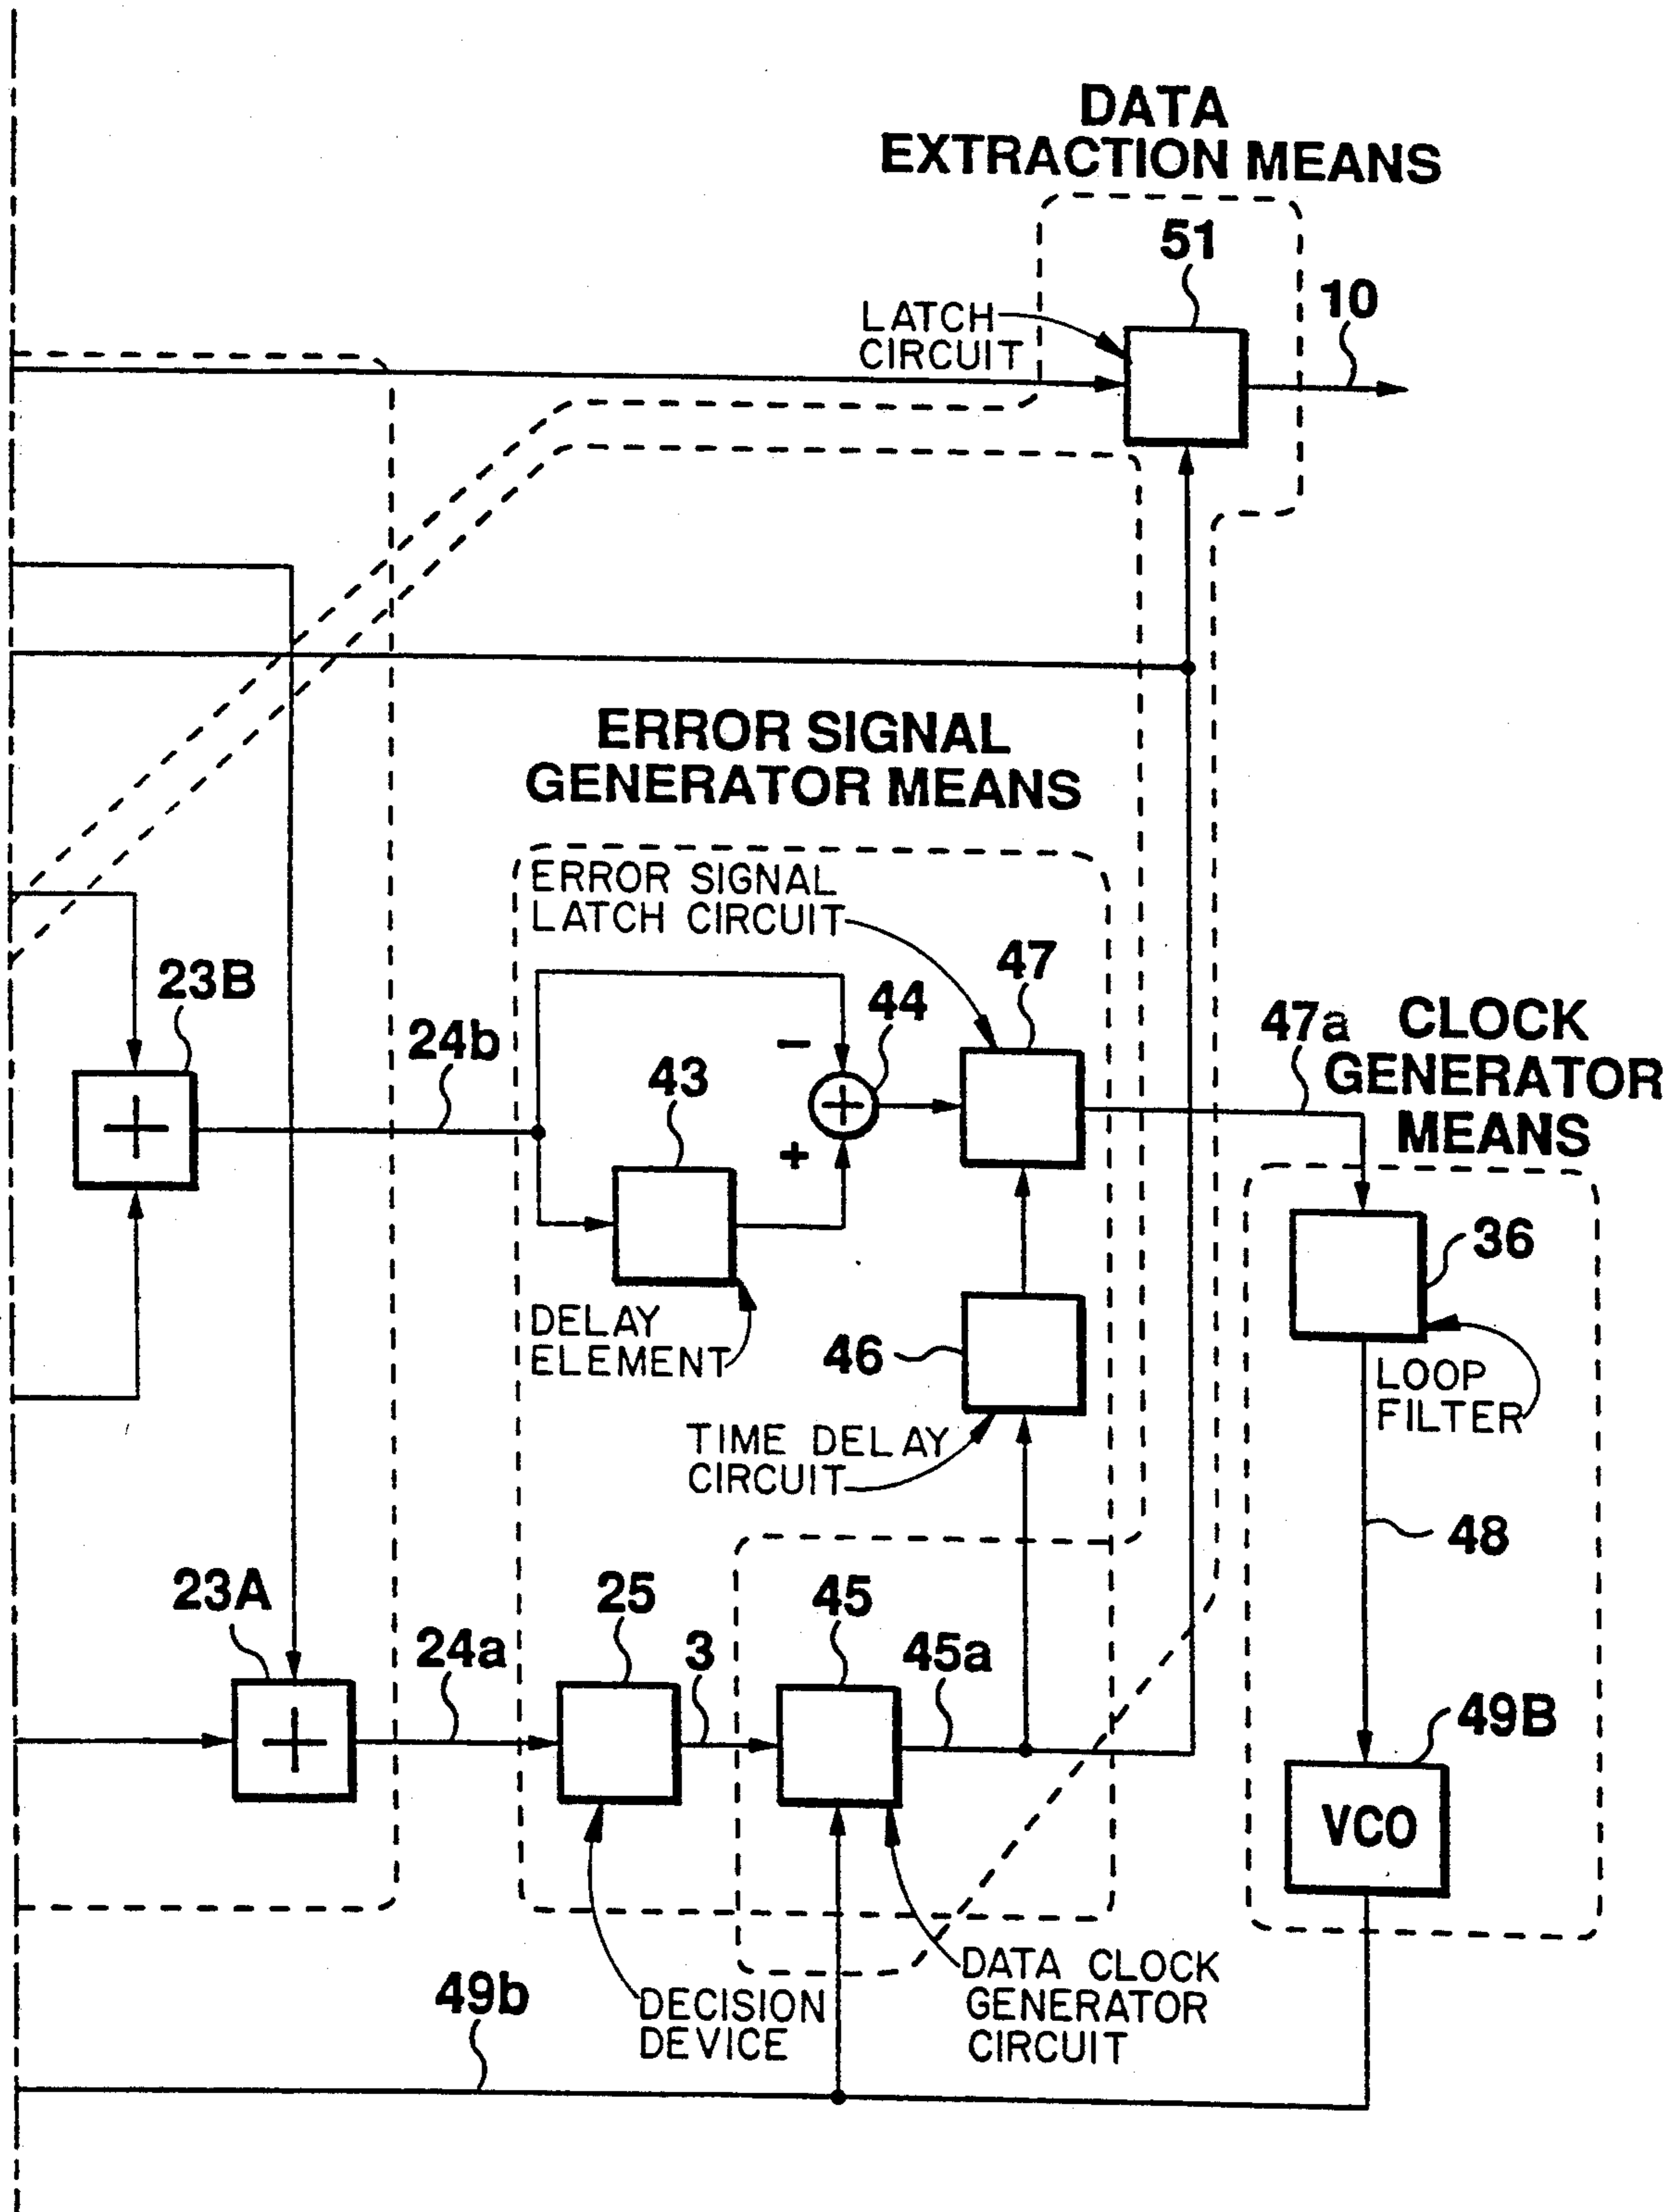 DATA
EXTRACTION MEANS
51
10
LATCH
CIRCUIT
ERROR SIGNAL
GENERATOR MEANS
ERROR SIGNAL
LATCH CIRCUIT
47
23B
44
47a
CLOCK
GENERATOR
MEANS
24b
43
−
+
+
+
36
DELAY
ELEMENT
46
LOOP
FILTER
TIME DELAY
CIRCUIT
48
23A
25
45
24a
3
45a
49B
+
VCO
49b
DECISION
DEVICE
DATA CLOCK
GENERATOR
CIRCUIT